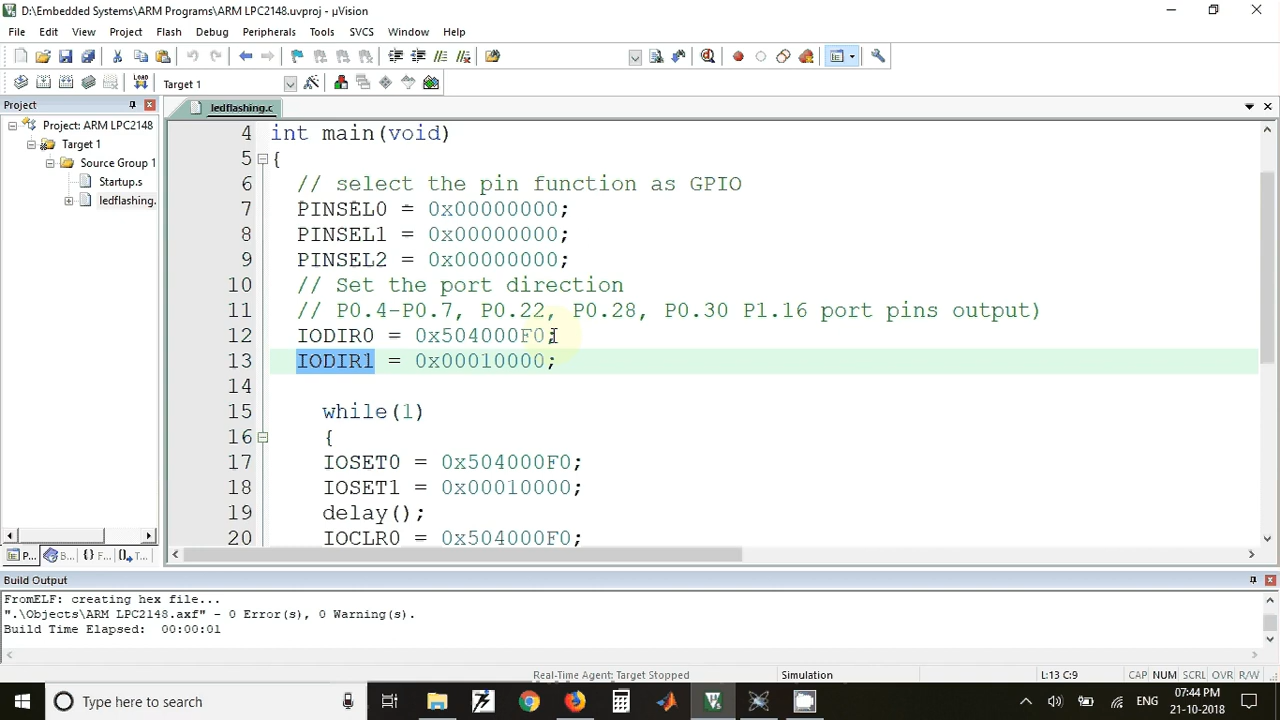 D:\Embedded Systems\ARM Programs\ARM LPC2148.uvproj - µVision
File Edit View Project Flash Debug Peripherals Tools SVCS Window Help
LOAD Target 1
Project
ledflashing.c
Project: ARM LPC2148
Target 1
Source Group 1
Startup.s
ledflashing.
4 int main(void)
5 {
6 // select the pin function as GPIO
7 PINSEL0 = 0x00000000;
8 PINSEL1 = 0x00000000;
9 PINSEL2 = 0x00000000;
10 // Set the port direction
11 // P0.4-P0.7, P0.22, P0.28, P0.30 P1.16 port pins output)
12 IODIR0 = 0x504000F0;
13 IODIR1 = 0x00010000;
14
15 while(1)
16 {
17 IOSET0 = 0x504000F0;
18 IOSET1 = 0x00010000;
19 delay();
20 IOCLR0 = 0x504000F0;
P... B... {} F... T...
Build Output
FromELF: creating hex file...
".\Objects\ARM LPC2148.axf" - 0 Error(s), 0 Warning(s).
Build Time Elapsed: 00:00:01
Real-Time Agent: Target Stopped Simulation L:13 C:9 CAP NUM SCRL OVR R/W
Type here to search
ENG
07:44 PM
21-10-2018